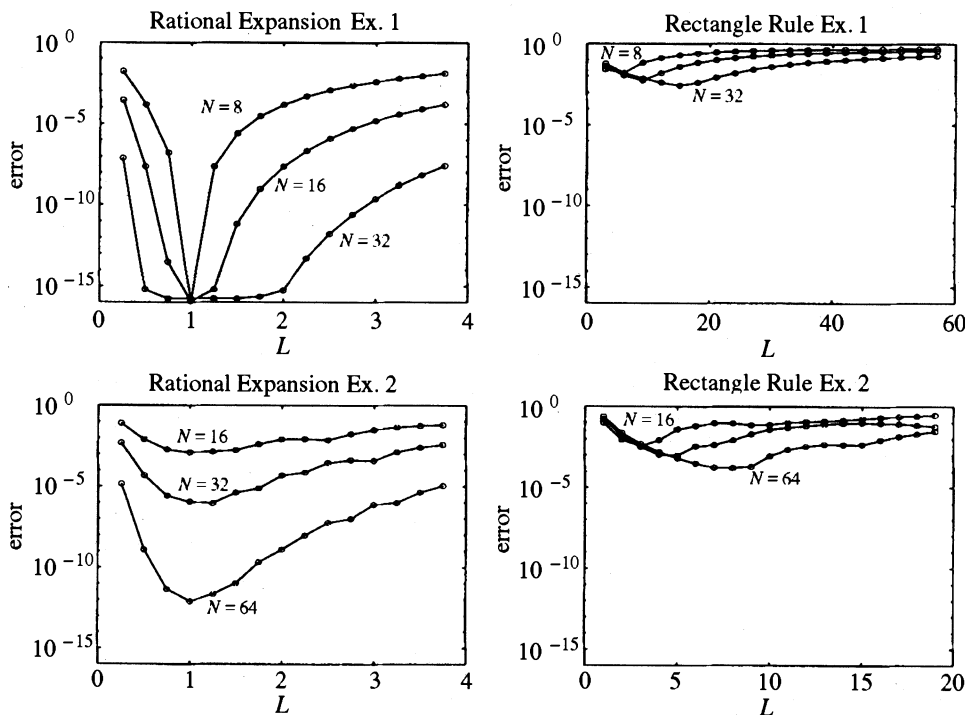 Rational Expansion Ex. 1
10^0
10^-5
10^-10
10^-15
error
N = 8
N = 16
N = 32
0 1 2 3 4
L
Rectangle Rule Ex. 1
10^0
10^-5
10^-10
10^-15
error
N = 8
N = 32
0 20 40 60
L
Rational Expansion Ex. 2
10^0
10^-5
10^-10
10^-15
error
N = 16
N = 32
N = 64
0 1 2 3 4
L
Rectangle Rule Ex. 2
10^0
10^-5
10^-10
10^-15
error
N = 16
N = 64
0 5 10 15 20
L